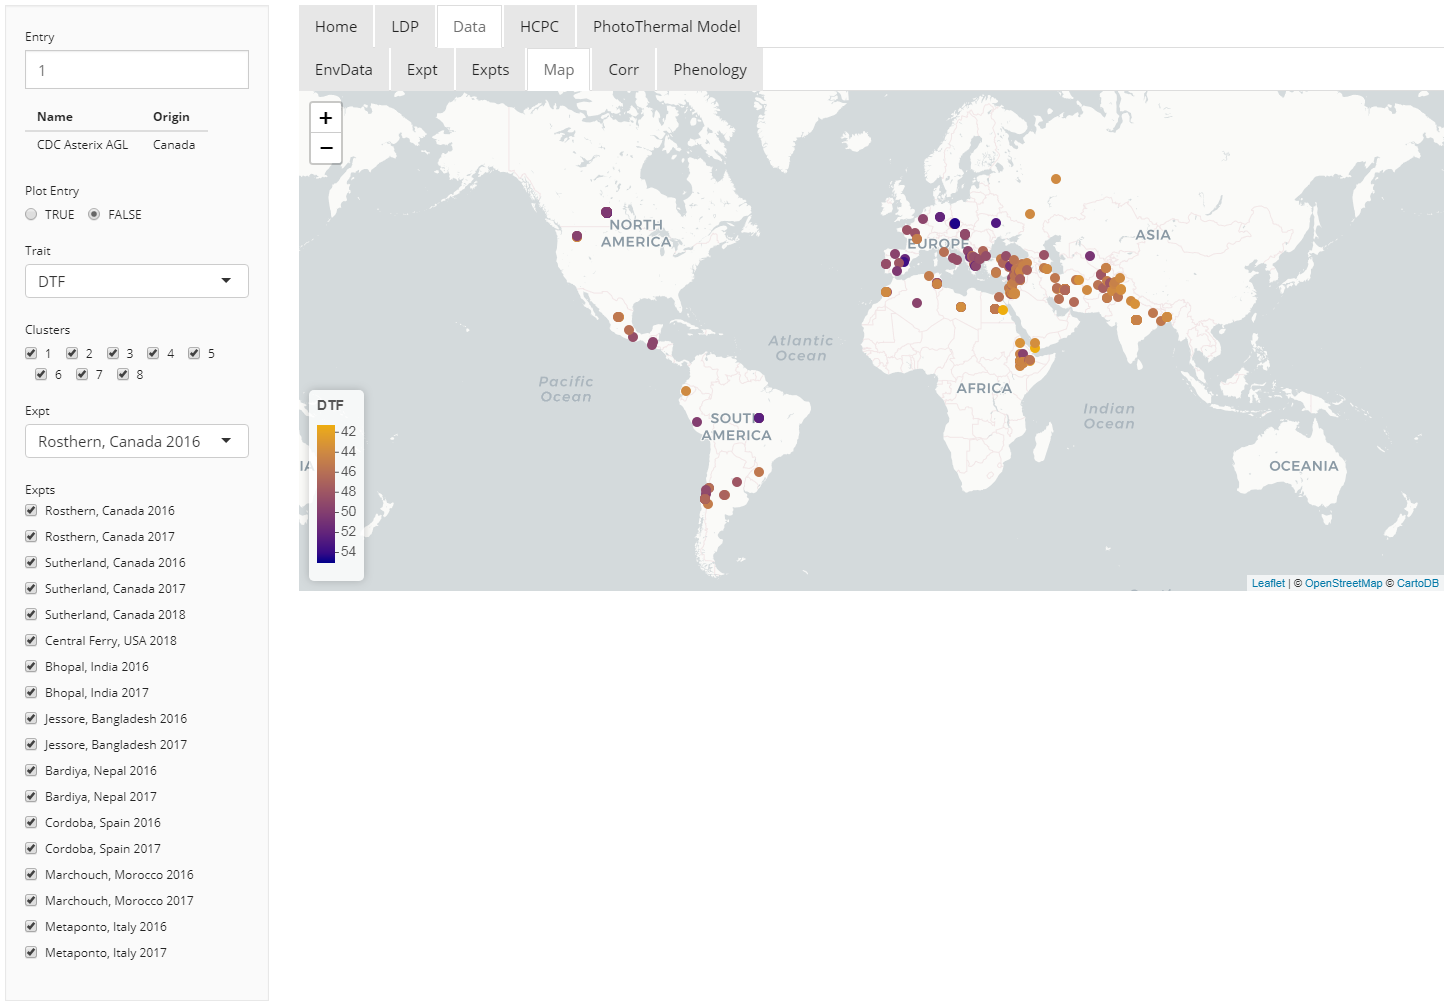 Entry
1
Name Origin
CDC Asterix AGL Canada
Plot Entry
TRUE FALSE
Trait
DTF
Clusters
1 2 3 4 5
6 7 8
Expt
Rosthern, Canada 2016
Expts
Rosthern, Canada 2016
Rosthern, Canada 2017
Sutherland, Canada 2016
Sutherland, Canada 2017
Sutherland, Canada 2018
Central Ferry, USA 2018
Bhopal, India 2016
Bhopal, India 2017
Jessore, Bangladesh 2016
Jessore, Bangladesh 2017
Bardiya, Nepal 2016
Bardiya, Nepal 2017
Cordoba, Spain 2016
Cordoba, Spain 2017
Marchouch, Morocco 2016
Marchouch, Morocco 2017
Metaponto, Italy 2016
Metaponto, Italy 2017
Home LDP Data HCPC PhotoThermal Model
EnvData Expt Expts Map Corr Phenology
+
−
NORTH
AMERICA
EUROPE
ASIA
Atlantic
Ocean
Pacific
Ocean
AFRICA
Indian
Ocean
SOUTH
AMERICA
IA
OCEANIA
DTF
42
44
46
48
50
52
54
Leaflet | © OpenStreetMap © CartoDB